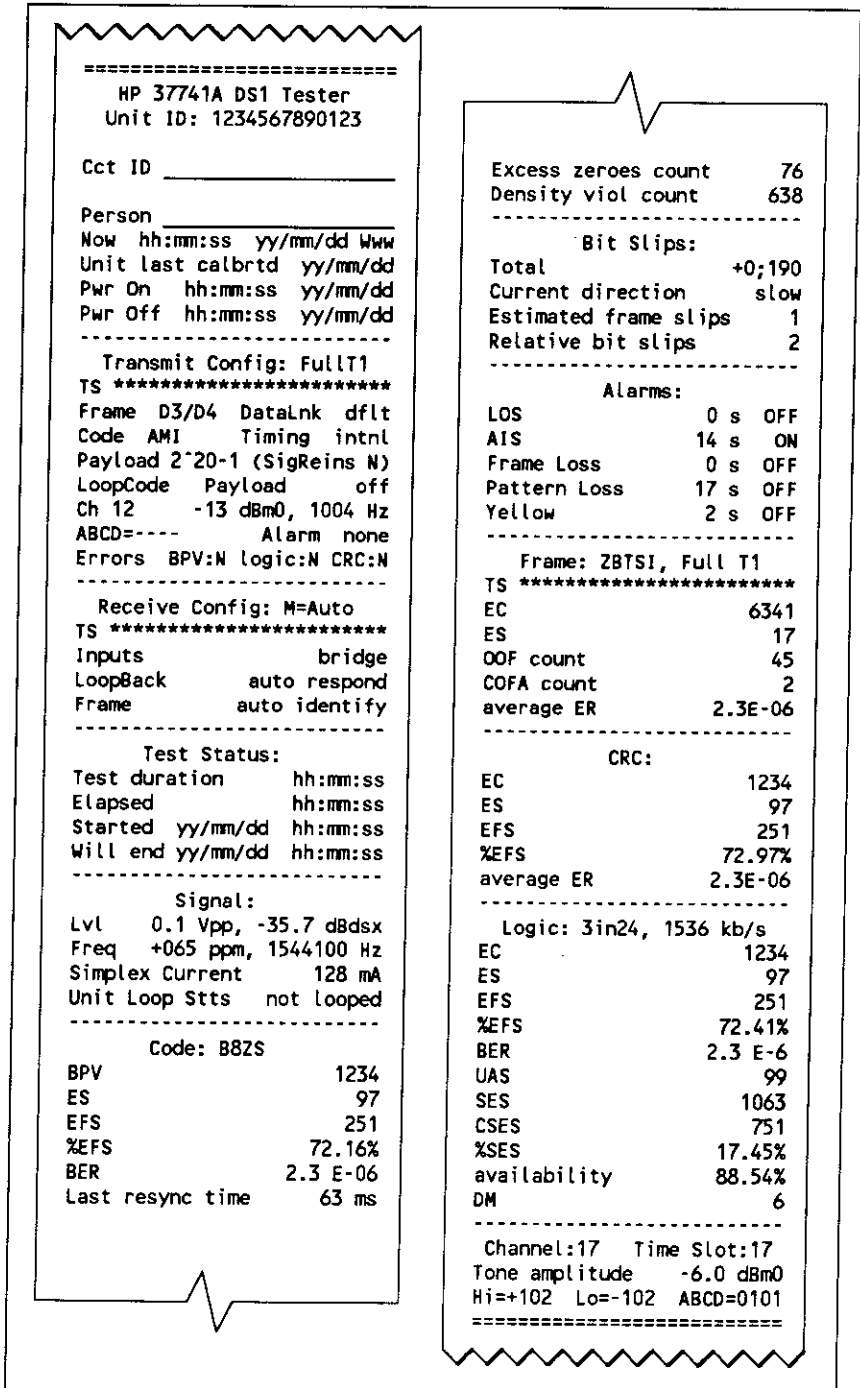 ===========================
HP 37741A DS1 Tester
Unit ID: 1234567890123
Cct ID ____________________
Person ____________________
Now hh:mm:ss yy/mm/dd Www
Unit last calbrtd yy/mm/dd
Pwr On hh:mm:ss yy/mm/dd
Pwr Off hh:mm:ss yy/mm/dd
---------------------------
Transmit Config: FullT1
TS ************************
Frame D3/D4 DataLnk dflt
Code AMI Timing intnl
Payload 2^20-1 (SigReins N)
LoopCode Payload off
Ch 12 -13 dBm0, 1004 Hz
ABCD=---- Alarm none
Errors BPV:N logic:N CRC:N
---------------------------
Receive Config: M=Auto
TS ************************
Inputs bridge
LoopBack auto respond
Frame auto identify
---------------------------
Test Status:
Test duration hh:mm:ss
Elapsed hh:mm:ss
Started yy/mm/dd hh:mm:ss
Will end yy/mm/dd hh:mm:ss
---------------------------
Signal:
Lvl 0.1 Vpp, -35.7 dBdsx
Freq +065 ppm, 1544100 Hz
Simplex Current 128 mA
Unit Loop Stts not looped
---------------------------
Code: B8ZS
BPV 1234
ES 97
EFS 251
%EFS 72.16%
BER 2.3 E-06
Last resync time 63 ms
Excess zeroes count 76
Density viol count 638
---------------------------
Bit Slips:
Total +0;190
Current direction slow
Estimated frame slips 1
Relative bit slips 2
---------------------------
Alarms:
LOS 0 s OFF
AIS 14 s ON
Frame Loss 0 s OFF
Pattern Loss 17 s OFF
Yellow 2 s OFF
---------------------------
Frame: ZBTSI, Full T1
TS ************************
EC 6341
ES 17
OOF count 45
COFA count 2
average ER 2.3E-06
---------------------------
CRC:
EC 1234
ES 97
EFS 251
%EFS 72.97%
average ER 2.3E-06
---------------------------
Logic: 3in24, 1536 kb/s
EC 1234
ES 97
EFS 251
%EFS 72.41%
BER 2.3 E-6
UAS 99
SES 1063
CSES 751
%SES 17.45%
availability 88.54%
DM 6
---------------------------
Channel:17 Time Slot:17
Tone amplitude -6.0 dBm0
Hi=+102 Lo=-102 ABCD=0101
===========================